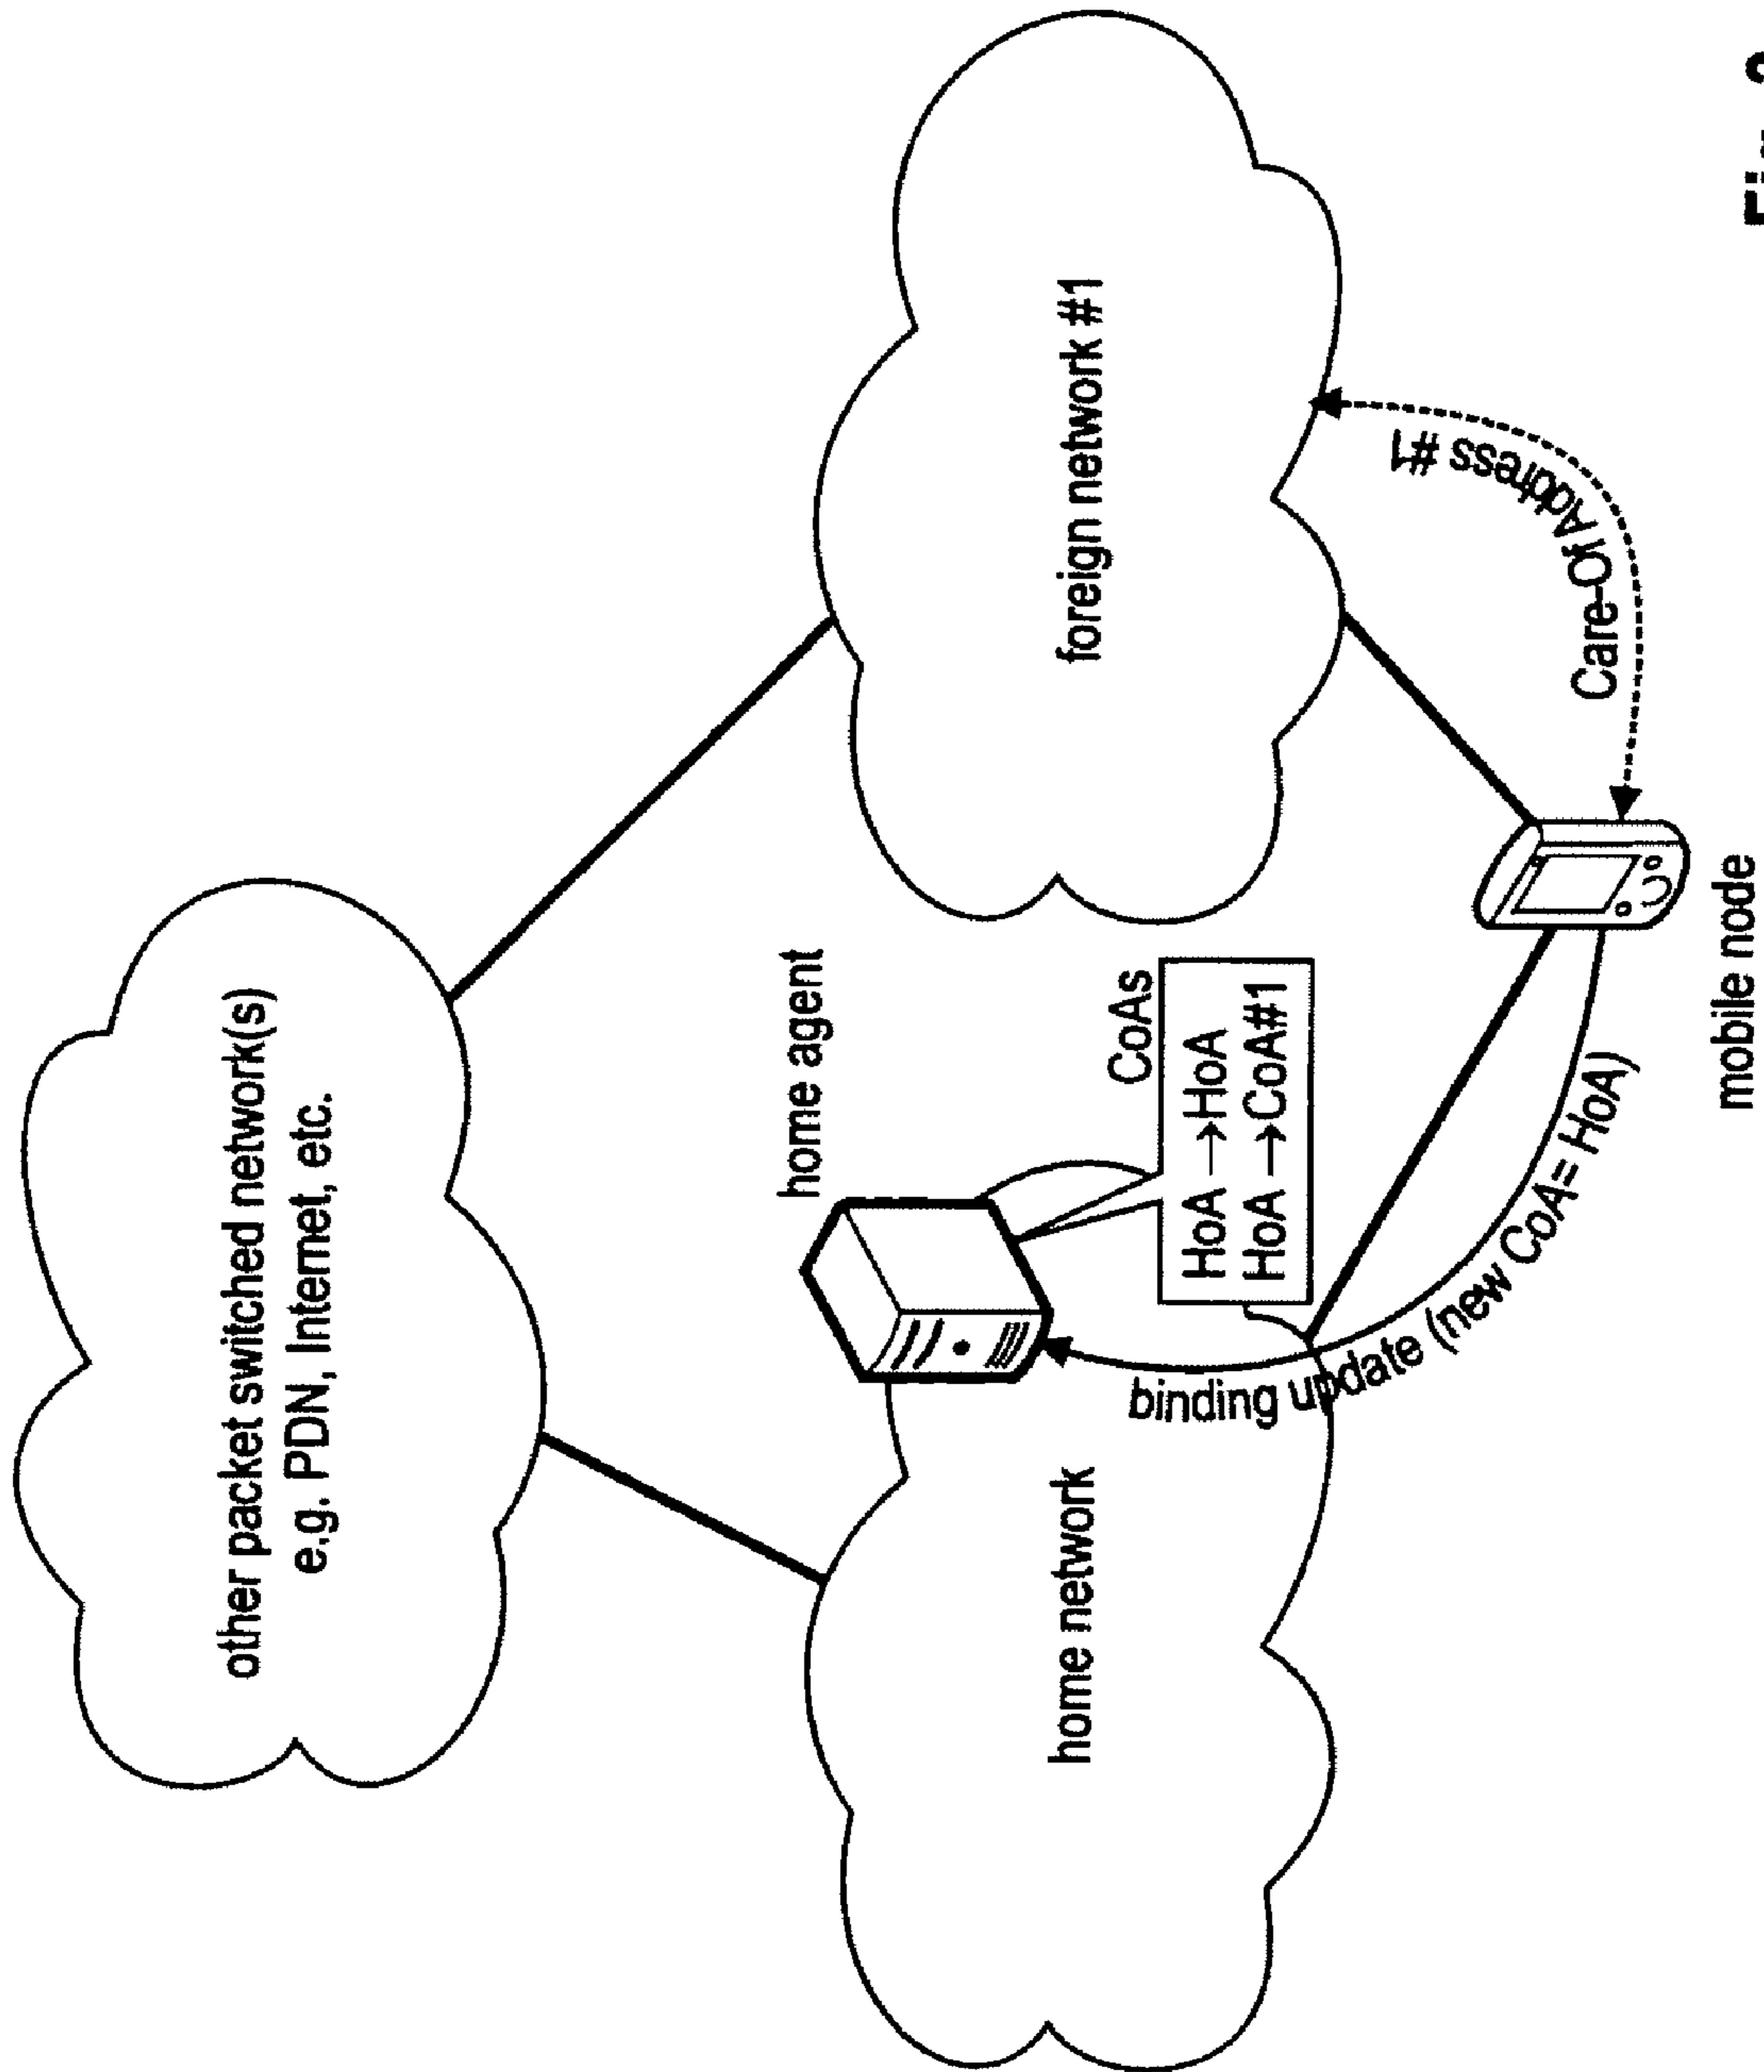 other packet switched network(s)
e.g. PDN, Internet, etc.
home agent
CoAs
HoA →HoA
HoA →CoA#1
home network
foreign network #1
binding update (new CoA= HoA)
Care-Of Address #1
mobile node